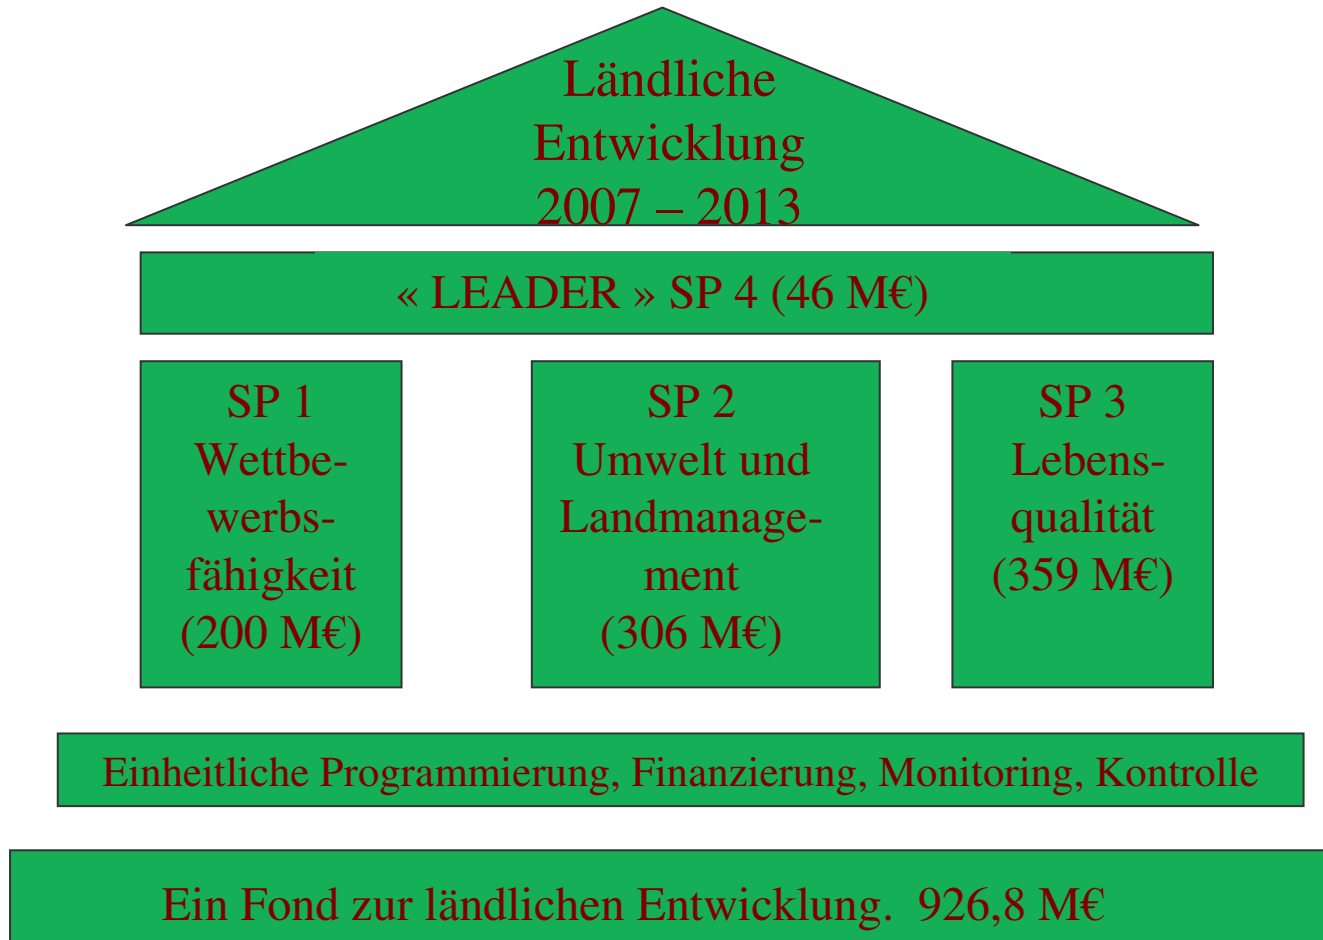 Ländliche
Entwicklung
2007 – 2013
« LEADER » SP 4 (46 M€)
SP 1
Wettbe-
werbs-
fähigkeit
(200 M€)
SP 2
Umwelt und
Landmanage-
ment
(306 M€)
SP 3
Lebens-
qualität
(359 M€)
Einheitliche Programmierung, Finanzierung, Monitoring, Kontrolle
Ein Fond zur ländlichen Entwicklung.  926,8 M€